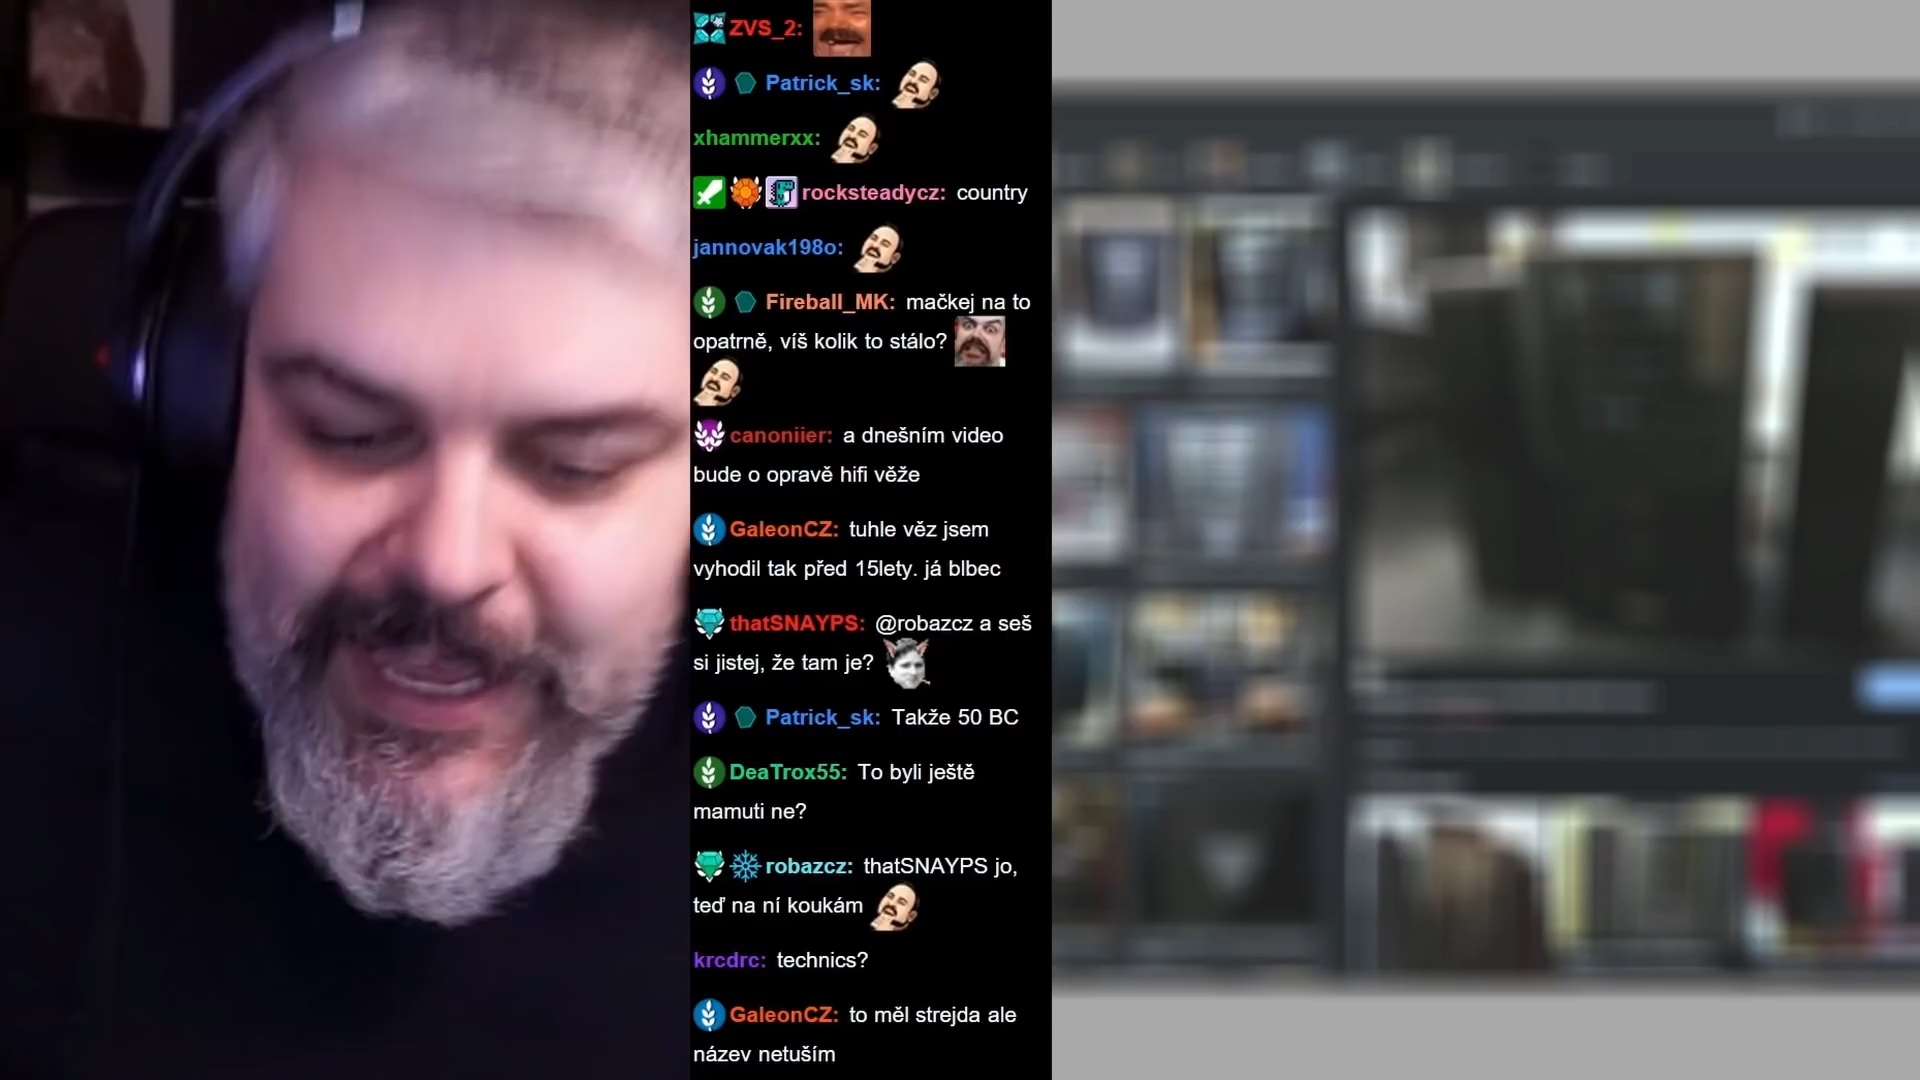 ZVS_2:
Patrick_sk:
xhammerxx:
rocksteadycz: country
jannovak198o:
Fireball_MK: mačkej na to
opatrně, víš kolik to stálo?
canoniier: a dnešním video
bude o opravě hifi věže
GaleonCZ: tuhle věz jsem
vyhodil tak před 15lety. já blbec
thatSNAYPS: @robazcz a seš
si jistej, že tam je?
Patrick_sk: Takže 50 BC
DeaTrox55: To byli ještě
mamuti ne?
robazcz: thatSNAYPS jo,
teď na ní koukám
krcdrc: technics?
GaleonCZ: to měl strejda ale
název netuším